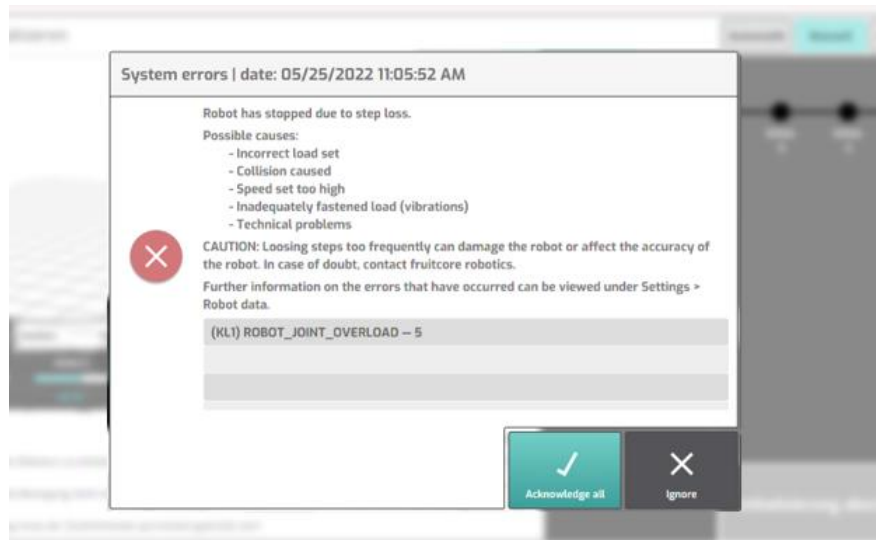 System errors | date: 05/25/2022 11:05:52 AM
Robot has stopped due to step loss.
Possible causes:
- Incorrect load set
- Collision caused
- Speed set too high
- Inadequately fastened load (vibrations)
- Technical problems
CAUTION: Loosing steps too frequently can damage the robot or affect the accuracy of
the robot. In case of doubt, contact fruitcore robotics.
Further information on the errors that have occurred can be viewed under Settings >
Robot data.
(KL1) ROBOT_JOINT_OVERLOAD — 5
Acknowledge all
Ignore